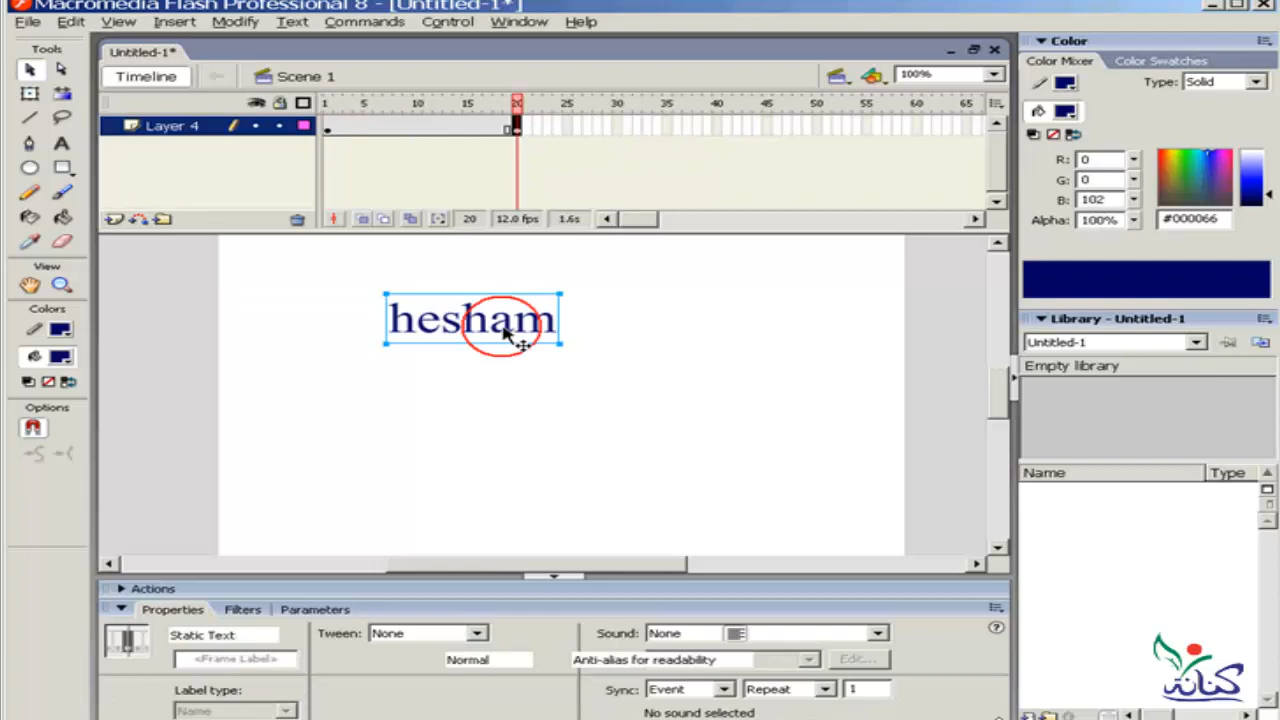 Macromedia Flash Professional 8 - [Untitled-1*]
File Edit View Insert Modify Text Commands Control Window Help
Tools
View
Colors
Options
Untitled-1*
Timeline Scene 1 100%
1 5 10 15 20 25 30 35 40 45 50 55 60 65
Layer 4
20 12.0 fps 1.6s
hesham
Actions
Properties Filters Parameters
Static Text Tween: None Sound: None
<Frame Label> Normal Anti-alias for readability Edit...
Label type: Sync: Event Repeat 1
Name No sound selected
Color
Color Mixer Color Swatches
Type: Solid
R: 0
G: 0
B: 102
Alpha: 100% #000066
Library - Untitled-1
Untitled-1
Empty library
Name Type
كنانة